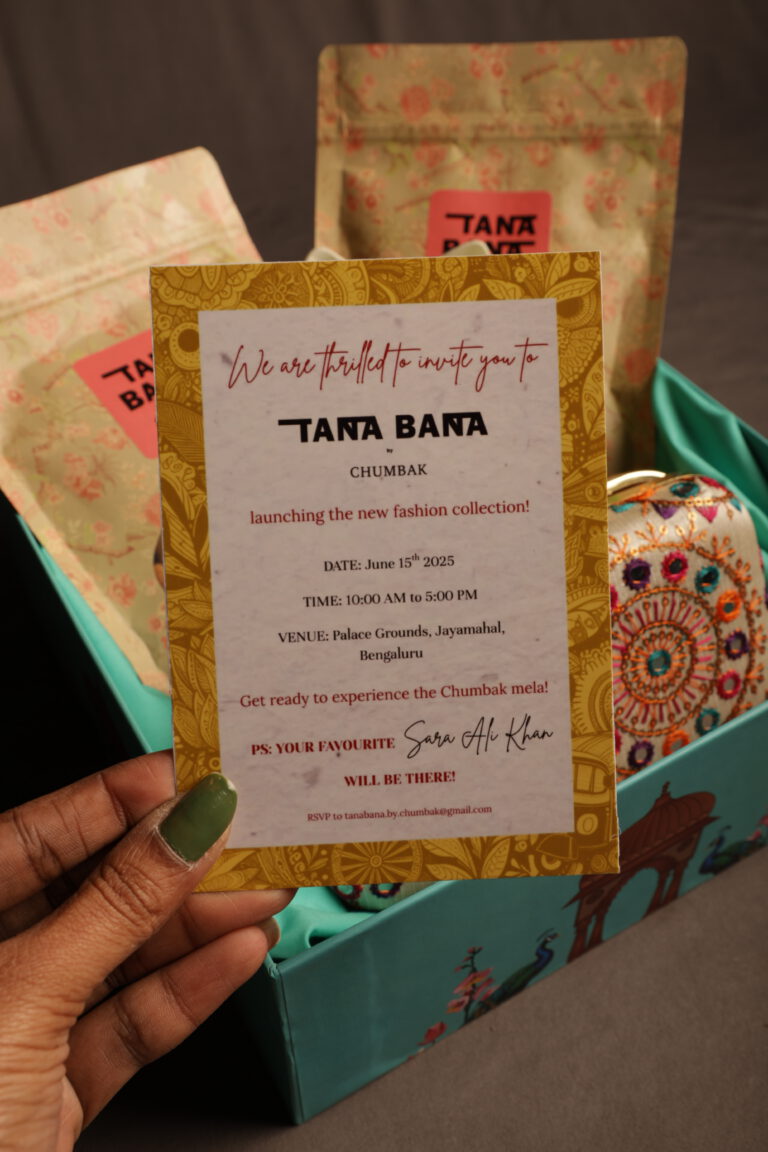 We are thrilled to invite you to
TANA BANA
by
CHUMBAK
launching the new fashion collection!
DATE: June 15th 2025
TIME: 10:00 AM to 5:00 PM
VENUE: Palace Grounds, Jayamahal,
Bengaluru
Get ready to experience the Chumbak mela!
PS: YOUR FAVOURITE Sara Ali Khan
WILL BE THERE!
RSVP to tanabana.by.chumbak@gmail.com
TANA
BANA
TA
BA